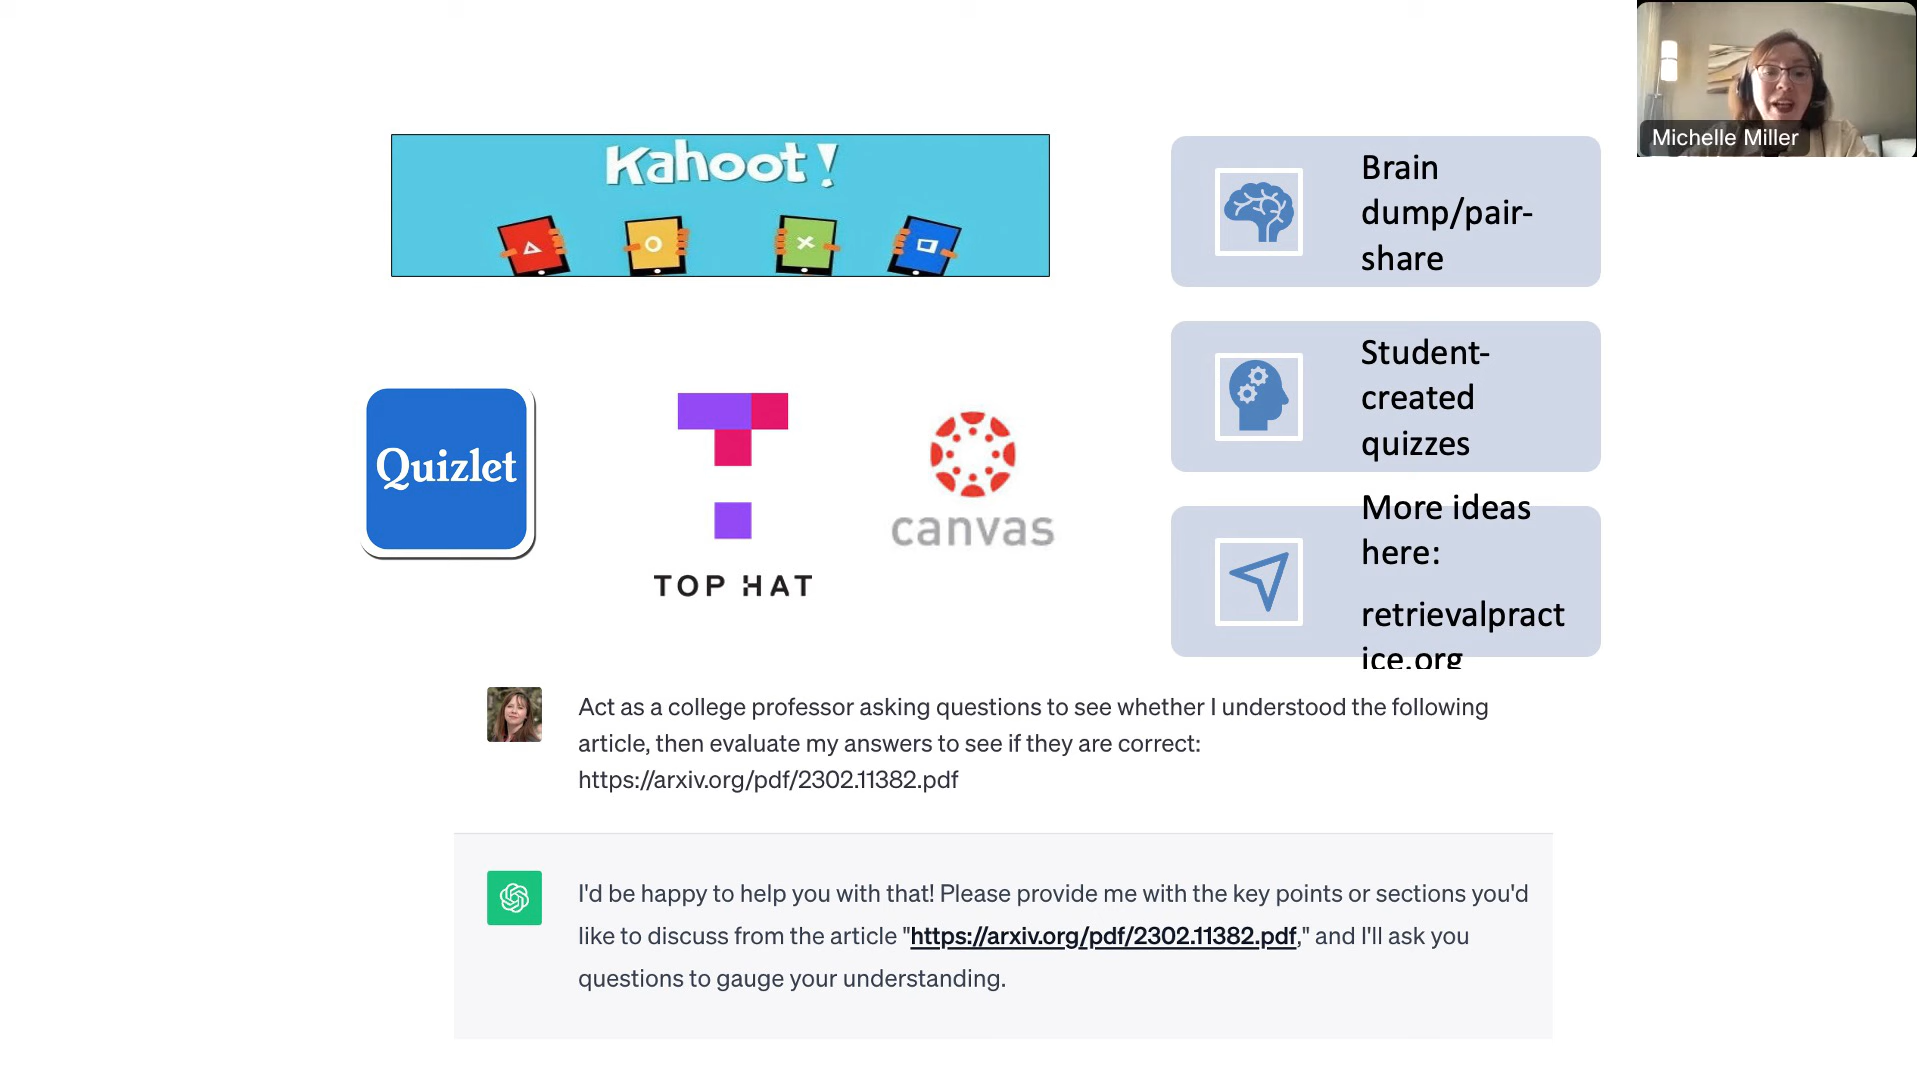 Kahoot!
Quizlet
TOP HAT
canvas
Brain
dump/pair-
share
Student-
created
quizzes
More ideas
here:
retrievalpract
ice.org
Michelle Miller
Act as a college professor asking questions to see whether I understood the following
article, then evaluate my answers to see if they are correct:
https://arxiv.org/pdf/2302.11382.pdf
I'd be happy to help you with that! Please provide me with the key points or sections you'd
like to discuss from the article "https://arxiv.org/pdf/2302.11382.pdf," and I'll ask you
questions to gauge your understanding.